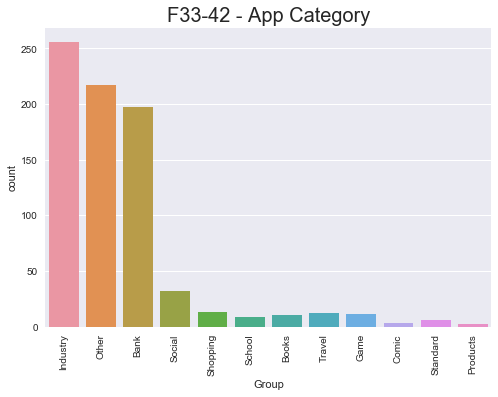 F33-42 - App Category
count
250
200
150
100
50
0
Industry
Other
Bank
Social
Shopping
School
Books
Travel
Game
Comic
Standard
Products
Group